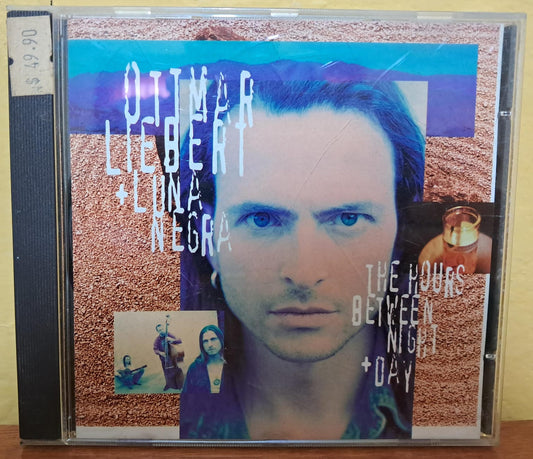 $ 49.90
OTTMAR
LIEBERT
+LUNA
NEGRA
THE HOURS
BETWEEN
NIGHT
+DAY